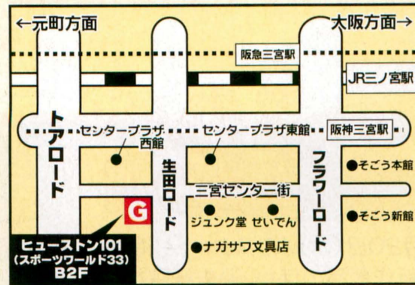 ←元町方面
大阪方面→
阪急三宮駅
JR三ノ宮駅
センタープラザ
西館
センタープラザ東館
阪神三宮駅
トアロード
生田ロード
フラワーロード
そごう本館
三宮センター街
G
ジュンク堂
せいでん
そごう新館
ナガサワ文具店
ヒューストン101
(スポーツワールド33)
B2F